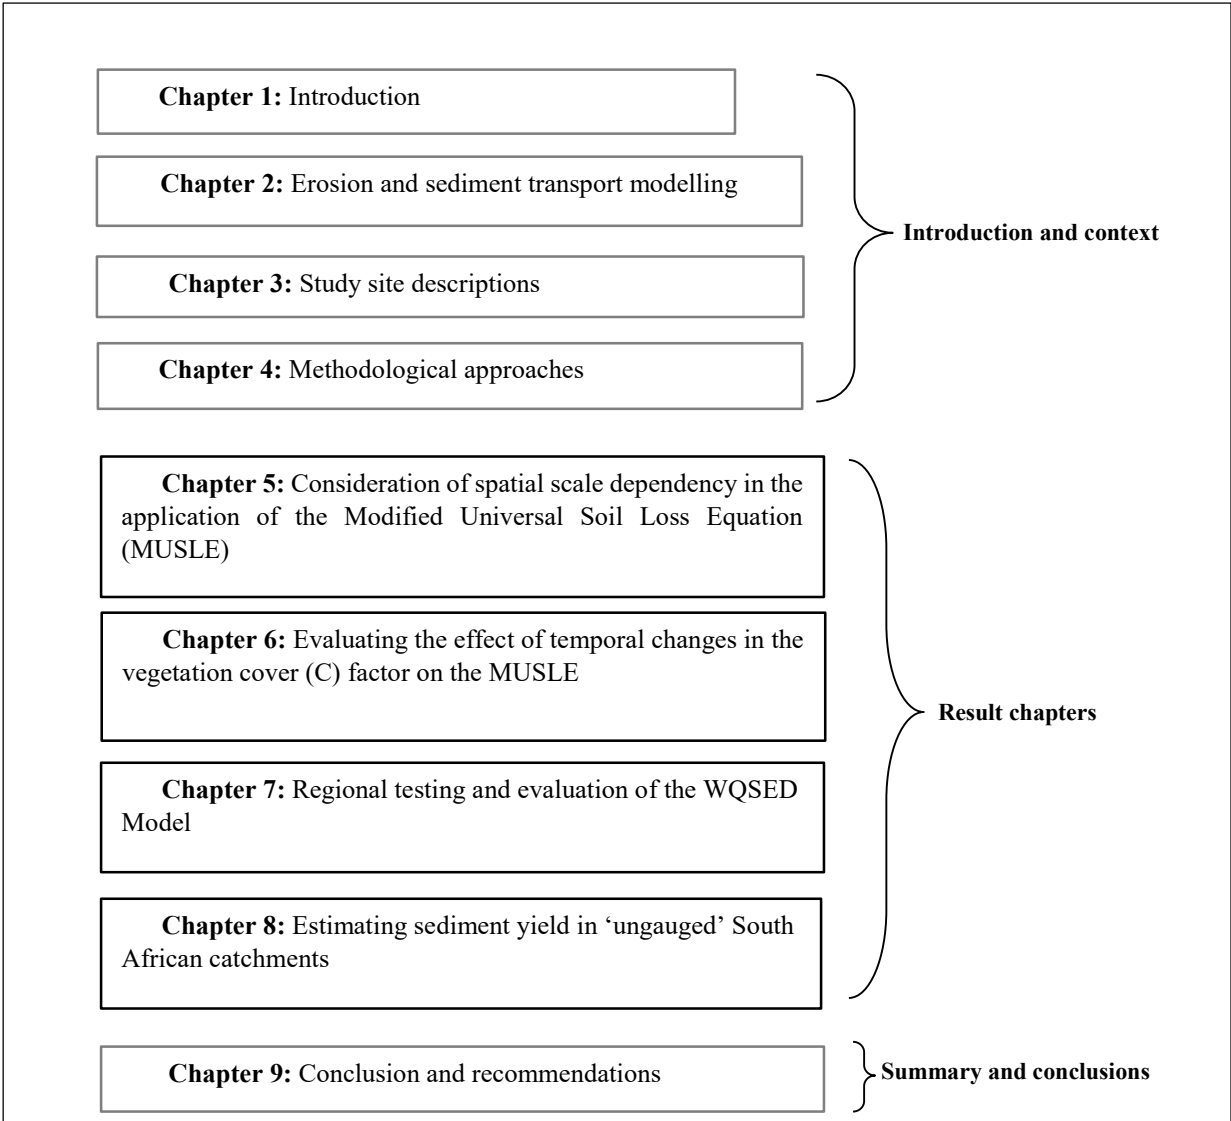 Chapter 1: Introduction
Chapter 2: Erosion and sediment transport modelling
Introduction and context
Chapter 3: Study site descriptions
Chapter 4: Methodological approaches
Chapter 5: Consideration of spatial scale dependency in the
application of the Modified Universal Soil Loss Equation
(MUSLE)
Chapter 6: Evaluating the effect of temporal changes in the
vegetation cover (C) factor on the MUSLE
Result chapters
Chapter 7: Regional testing and evaluation of the WQSED
Model
Chapter 8: Estimating sediment yield in ‘ungauged’ South
African catchments
Chapter 9: Conclusion and recommendations
Summary and conclusions